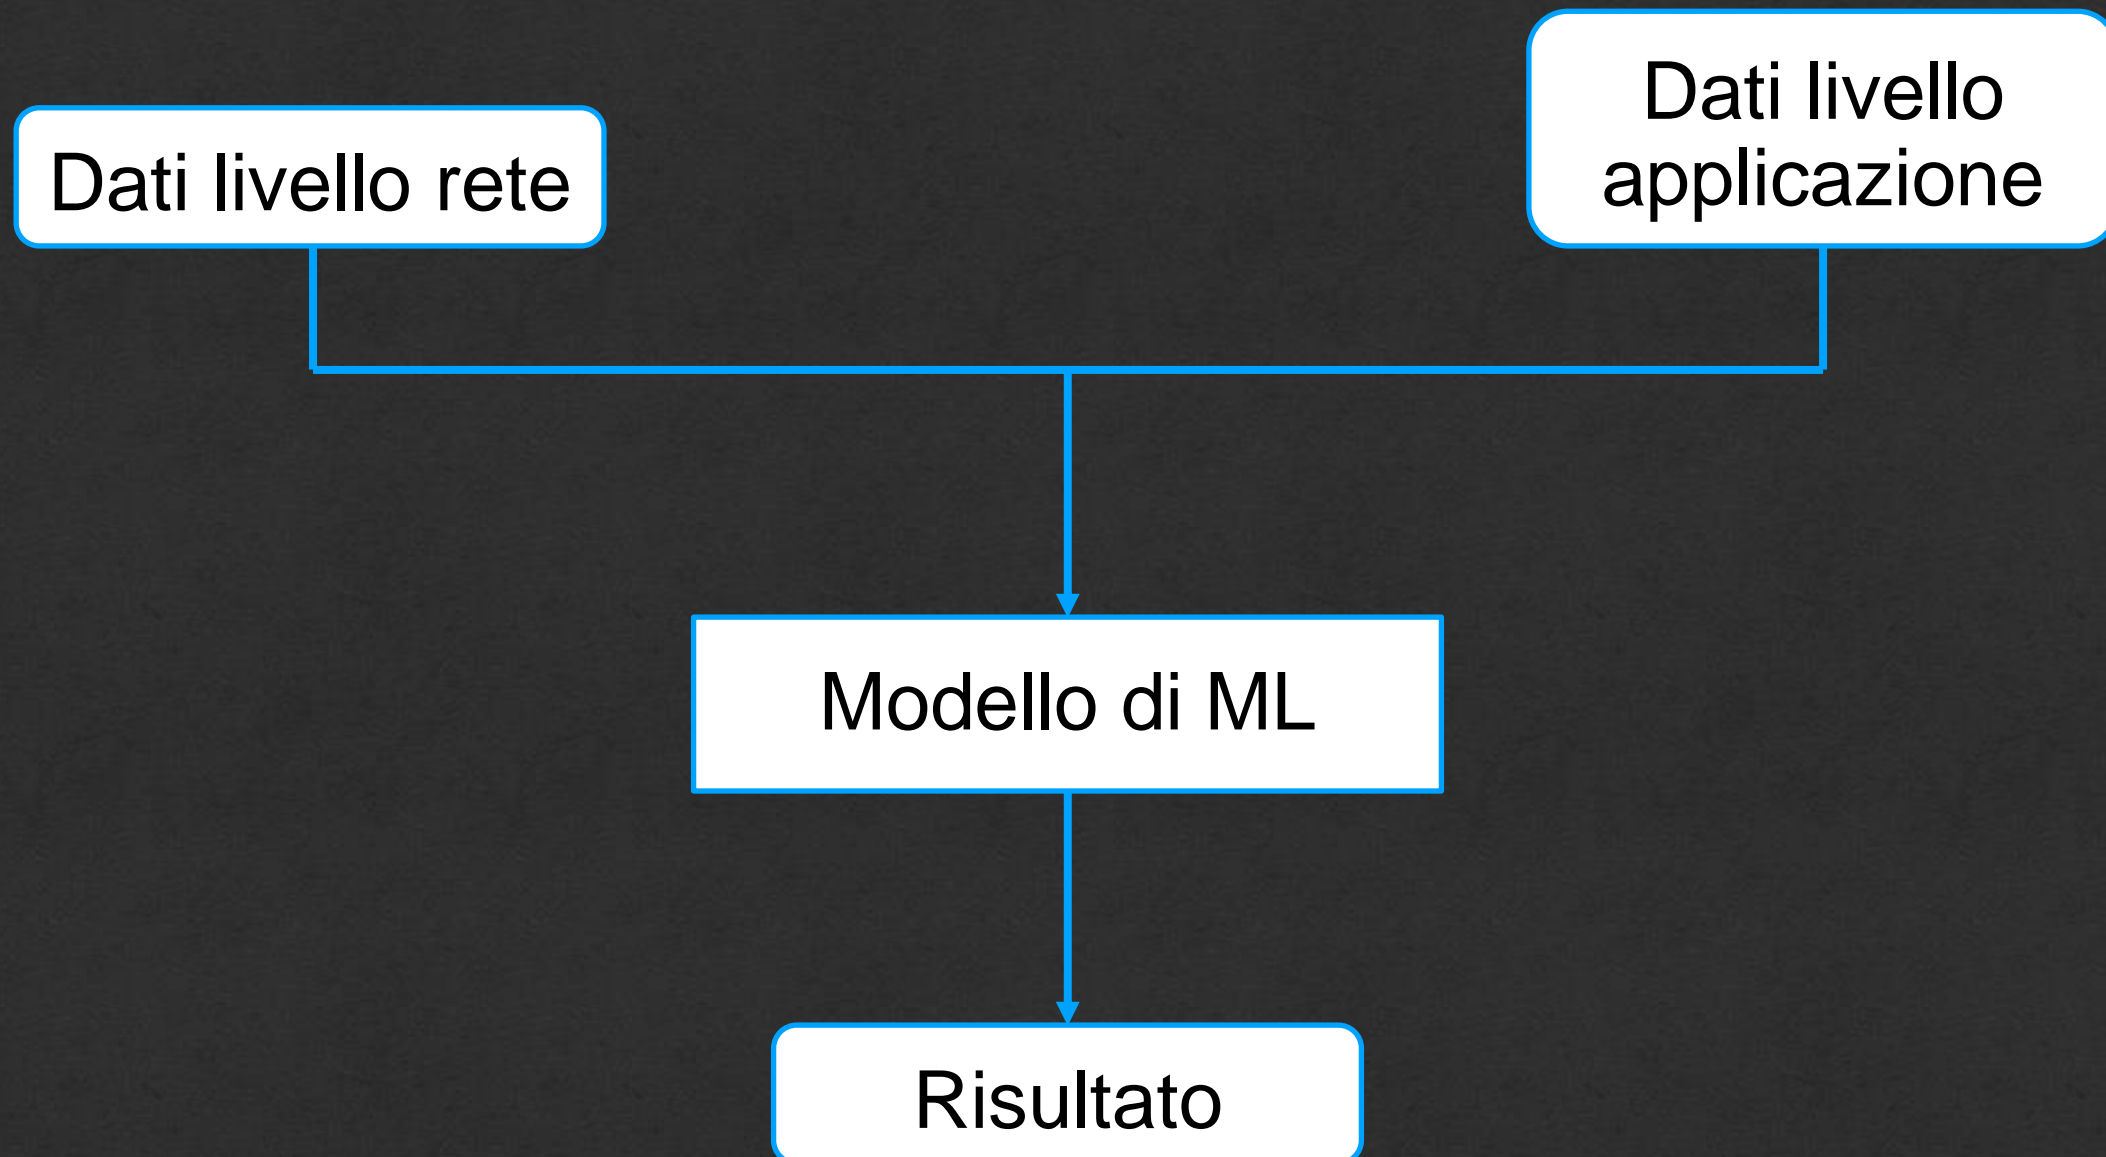 Dati livello rete
Dati livello
applicazione
Modello di ML
Risultato